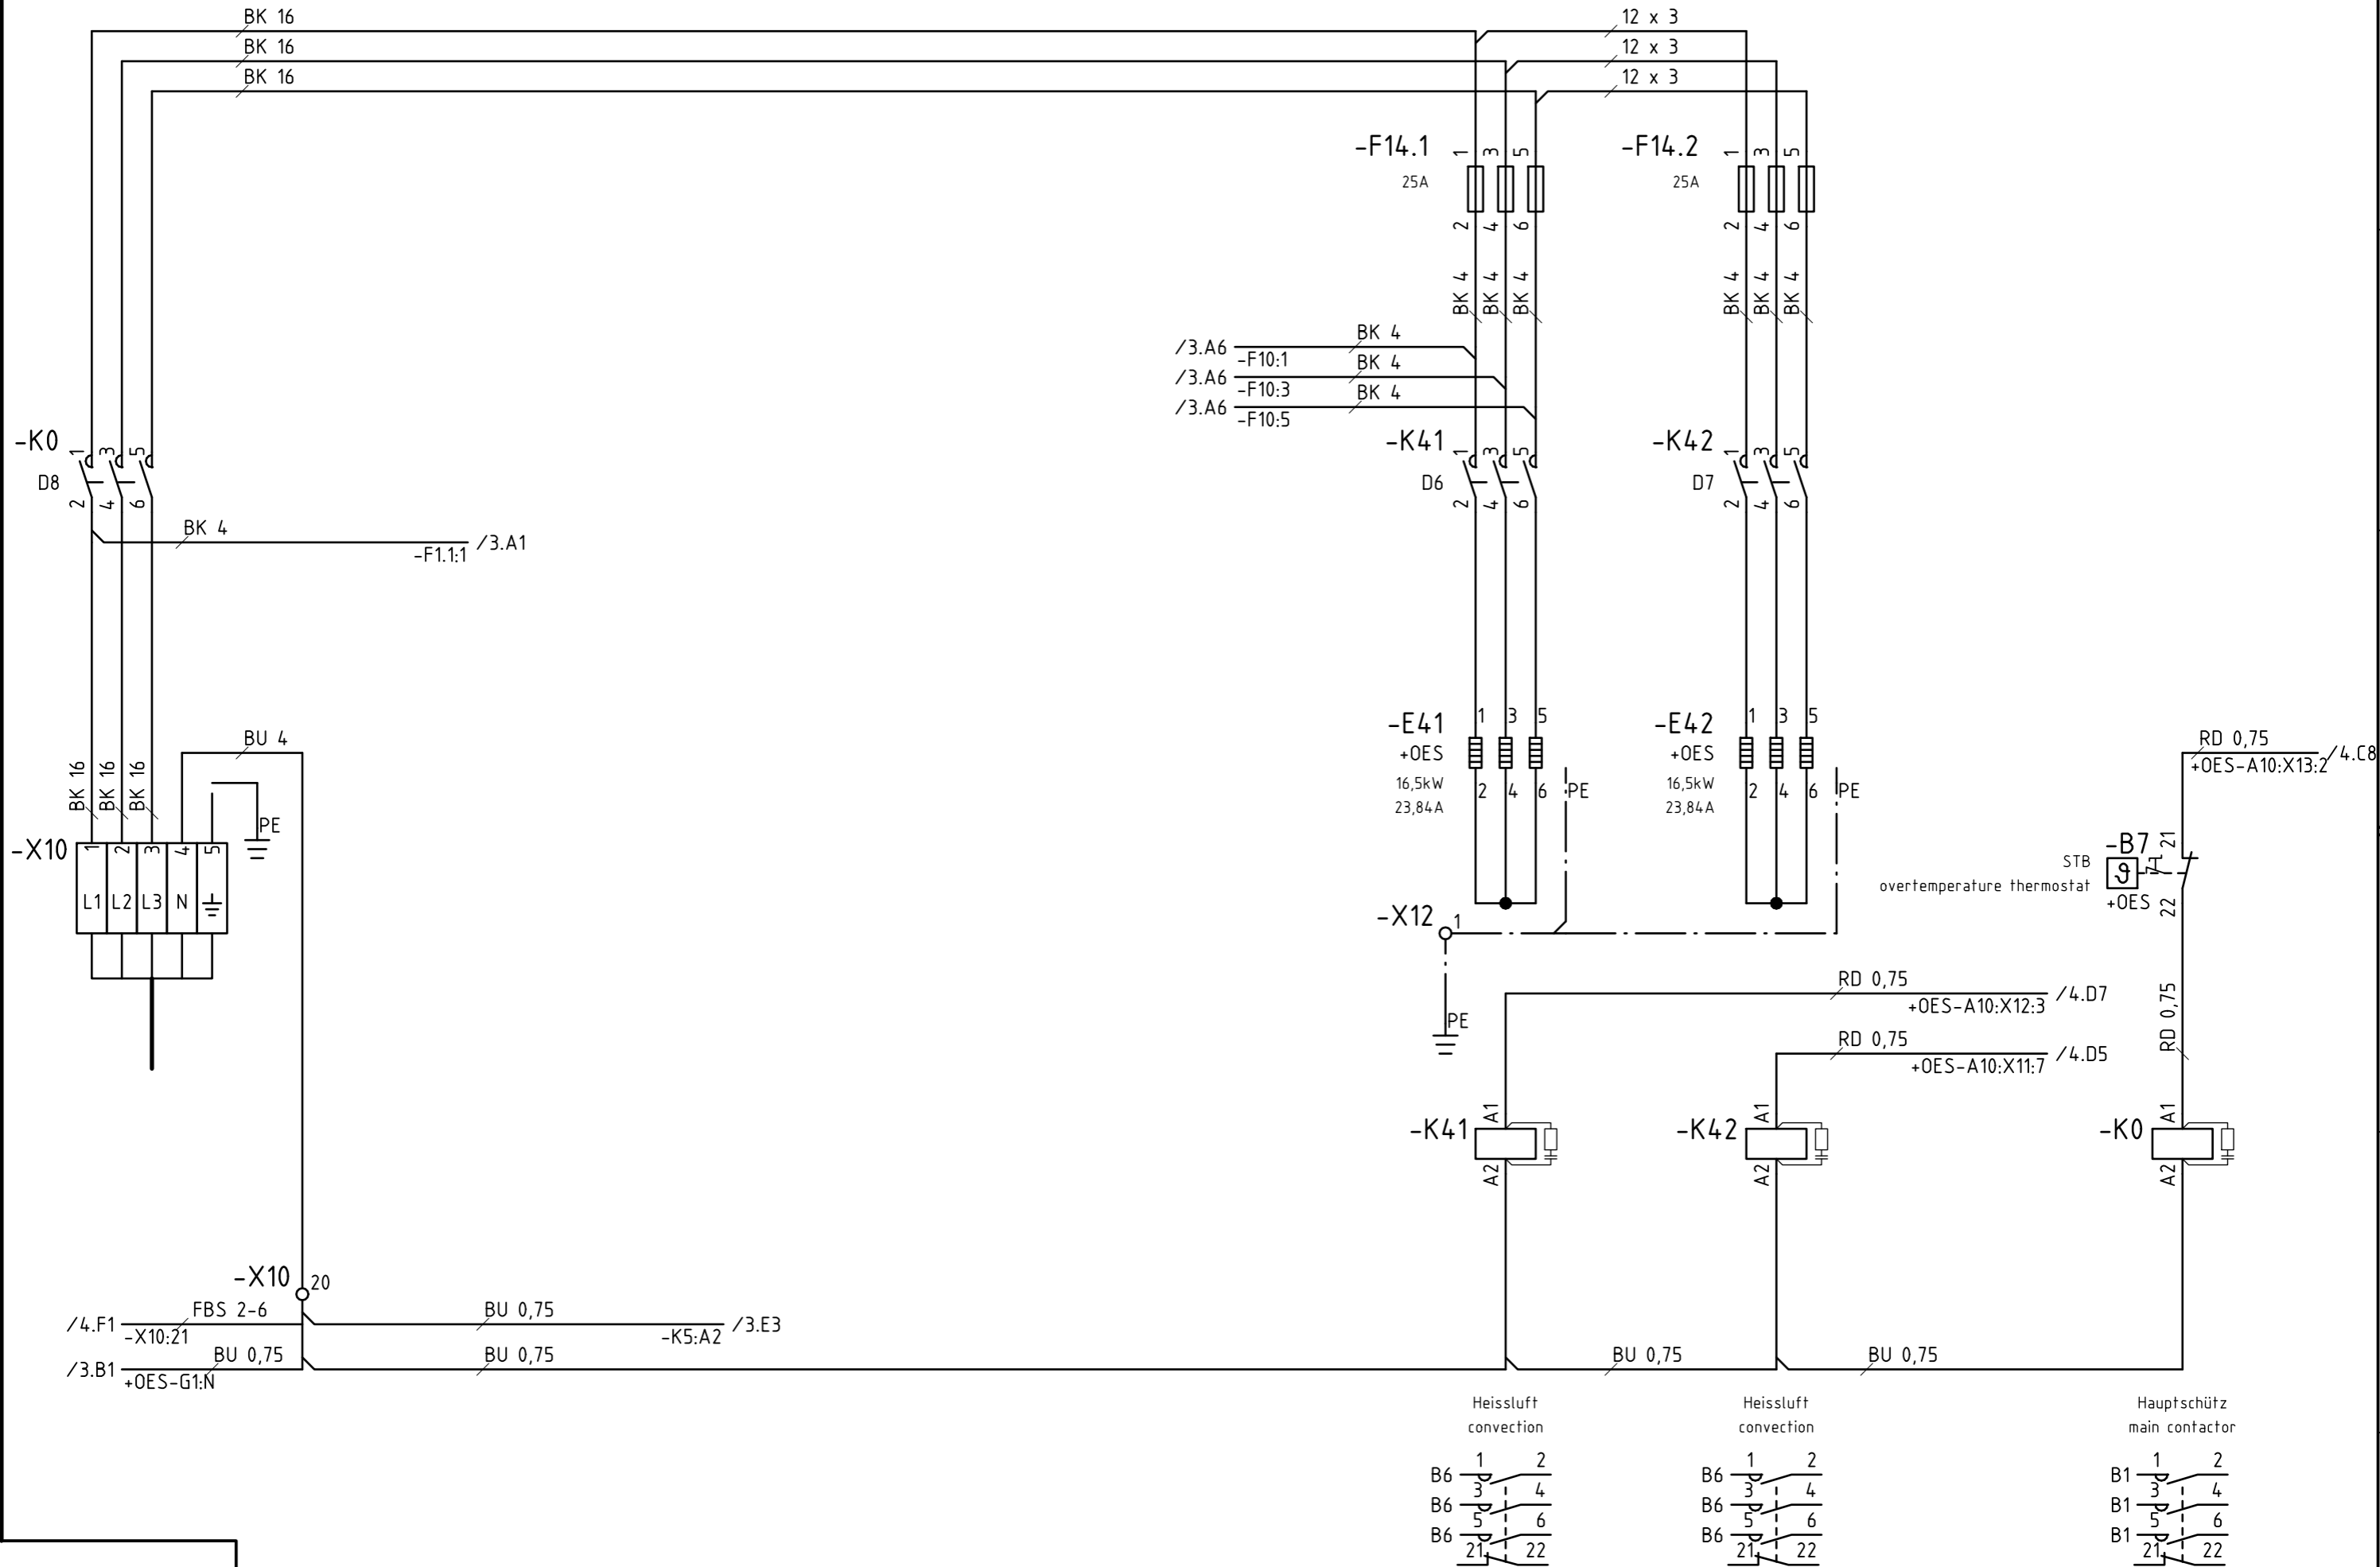 BK 16
12 x 3
BK 16
12 x 3
BK 16
12 x 3
-F14.1
1
3
5
-F14.2
1
3
5
25A
25A
2
4
6
2
4
6
BK 4
BK 4
BK 4
BK 4
BK 4
BK 4
/3.A6
BK 4
-F10:1
/3.A6
BK 4
-F10:3
/3.A6
BK 4
-F10:5
-K0
1
3
5
-K41
1
3
5
-K42
1
3
5
D8
D6
D7
2
4
6
2
4
6
2
4
6
BK 4
-F1.1:1
/3.A1
-E41
1
3
5
-E42
1
3
5
+OES
+OES
16,5kW
16,5kW
23,84A
23,84A
2
4
6
PE
2
4
6
PE
BU 4
RD 0,75
/4.C8
+OES-A10:X13:2
BK 16
BK 16
BK 16
PE
-X10
1
2
3
4
5
L1
L2
L3
N
-B7
21
STB
ϑ
overtemperature thermostat
+OES
22
-X12
1
PE
RD 0,75
+OES-A10:X12:3
/4.D7
RD 0,75
RD 0,75
+OES-A10:X11:7
/4.D5
-K41
A1
A2
-K42
A1
A2
-K0
A1
A2
-X10
20
/4.F1
FBS 2-6
-X10:21
BU 0,75
-K5:A2
/3.E3
/3.B1
BU 0,75
+OES-G1:N
BU 0,75
BU 0,75
BU 0,75
Heissluft
convection
Heissluft
convection
Hauptschütz
main contactor
B6
1
2
B6
1
2
B1
1
2
B6
3
4
B6
3
4
B1
3
4
B6
5
6
B6
5
6
B1
5
6
21
22
21
22
21
22